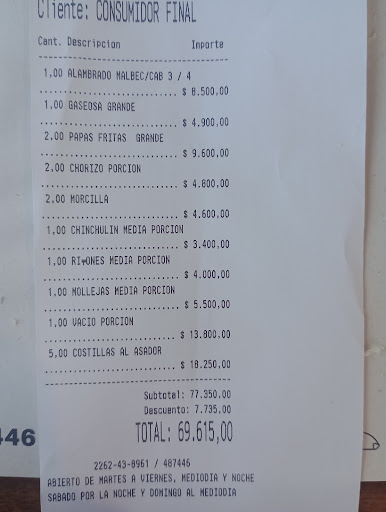 Cliente: CONSUMIDOR FINAL
Cant. Descripcion Importe
1,00 ALAMBRADO MALBEC/CAB 3 / 4
$ 8.500,00
1,00 GASEOSA GRANDE
$ 4.900,00
2,00 PAPAS FRITAS GRANDE
$ 9.600,00
2,00 CHORIZO PORCION
$ 4.800,00
2,00 MORCILLA
$ 4.600,00
1,00 CHINCHULIN MEDIA PORCION
$ 3.400,00
1,00 RIÑONES MEDIA PORCION
$ 4.000,00
1,00 MOLLEJAS MEDIA PORCION
$ 5.500,00
1,00 VACIO PORCION
$ 13.800,00
5,00 COSTILLAS AL ASADOR
$ 18.250,00
Subtotal: 77.350,00
Descuento: 7.735,00
TOTAL: 69.615,00
446
2262-43-8961 / 487446
ABIERTO DE MARTES A VIERNES, MEDIODIA Y NOCHE
SABADO POR LA NOCHE Y DOMINGO AL MEDIODIA